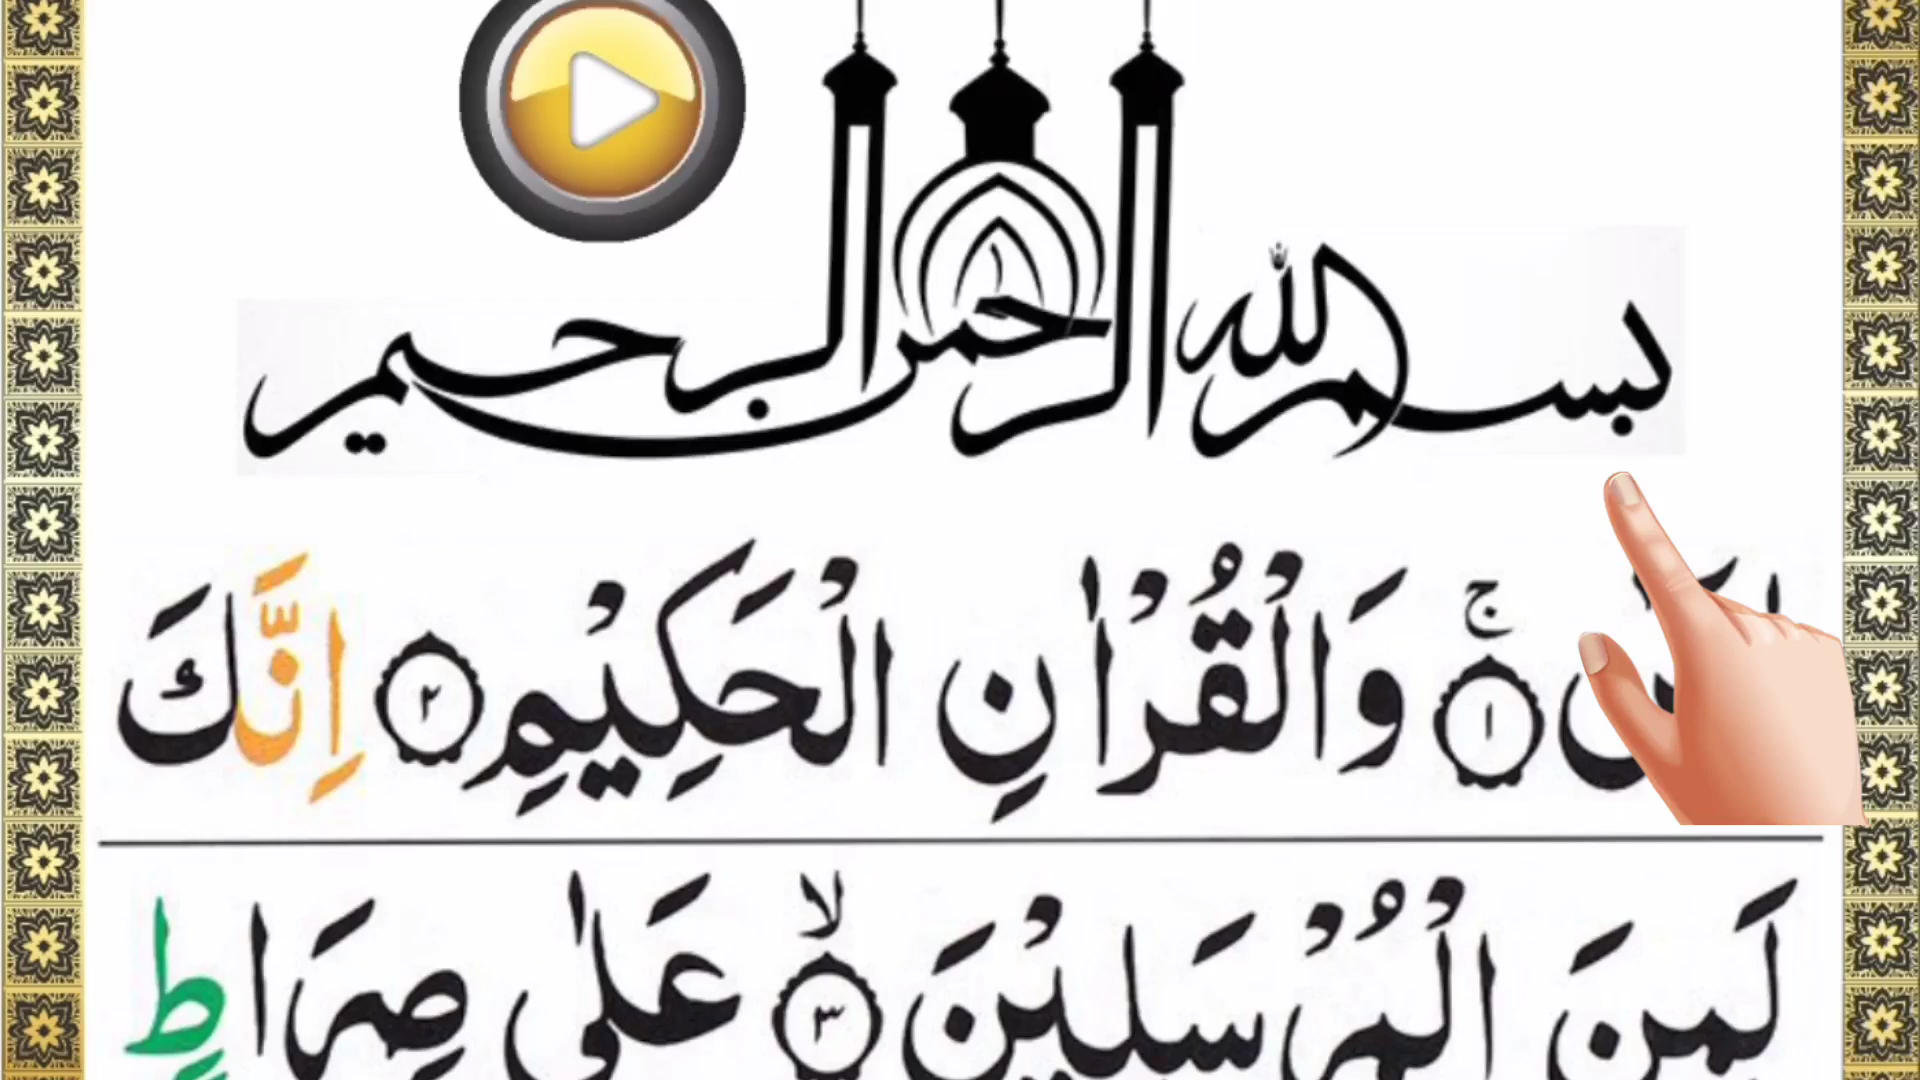 بسم الله الرحمن الرحيم
۝١ۚ وَالْقُرْاٰنِ الْحَكِيْمِ ۝٢ اِنَّكَ
لَمِنَ الْمُرْسَلِيْنَ ۝٣ۙ عَلٰى صِرَاطٍ